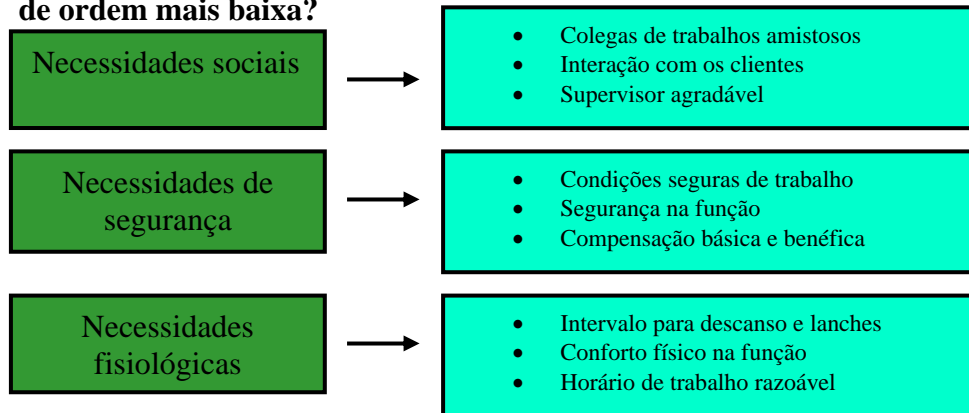 de ordem mais baixa?
Necessidades sociais
• Colegas de trabalhos amistosos
• Interação com os clientes
• Supervisor agradável
Necessidades de
segurança
• Condições seguras de trabalho
• Segurança na função
• Compensação básica e benéfica
Necessidades
fisiológicas
• Intervalo para descanso e lanches
• Conforto físico na função
• Horário de trabalho razoável